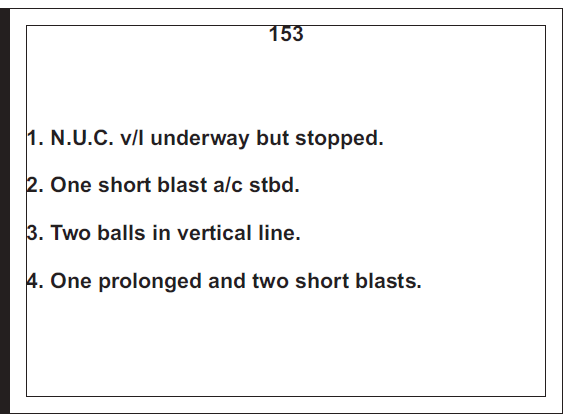 153
1. N.U.C. v/l underway but stopped.
2. One short blast a/c stbd.
3. Two balls in vertical line.
4. One prolonged and two short blasts.